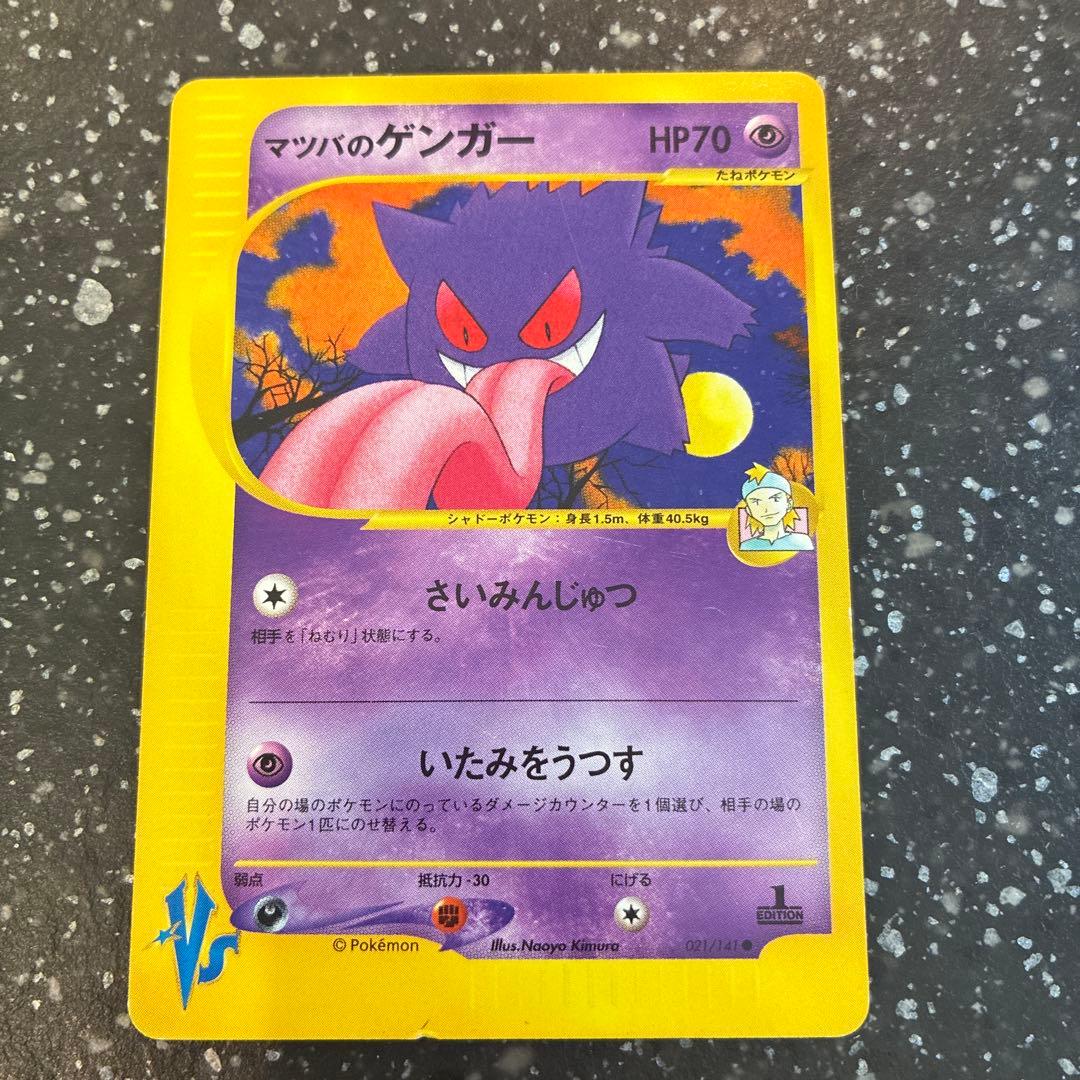 マツバのゲンガー HP70
たねポケモン
シャドーポケモン：身長1.5m、体重40.5kg
さいみんじゅつ
相手を「ねむり」状態にする。
いたみをうつす
自分の場のポケモンにのっているダメージカウンターを1個選び、相手の場の
ポケモン1匹にのせ替える。
弱点 抵抗力-30 にげる
1
EDITION
VS
©Pokémon Illus.Naoyo Kimura 021/141●